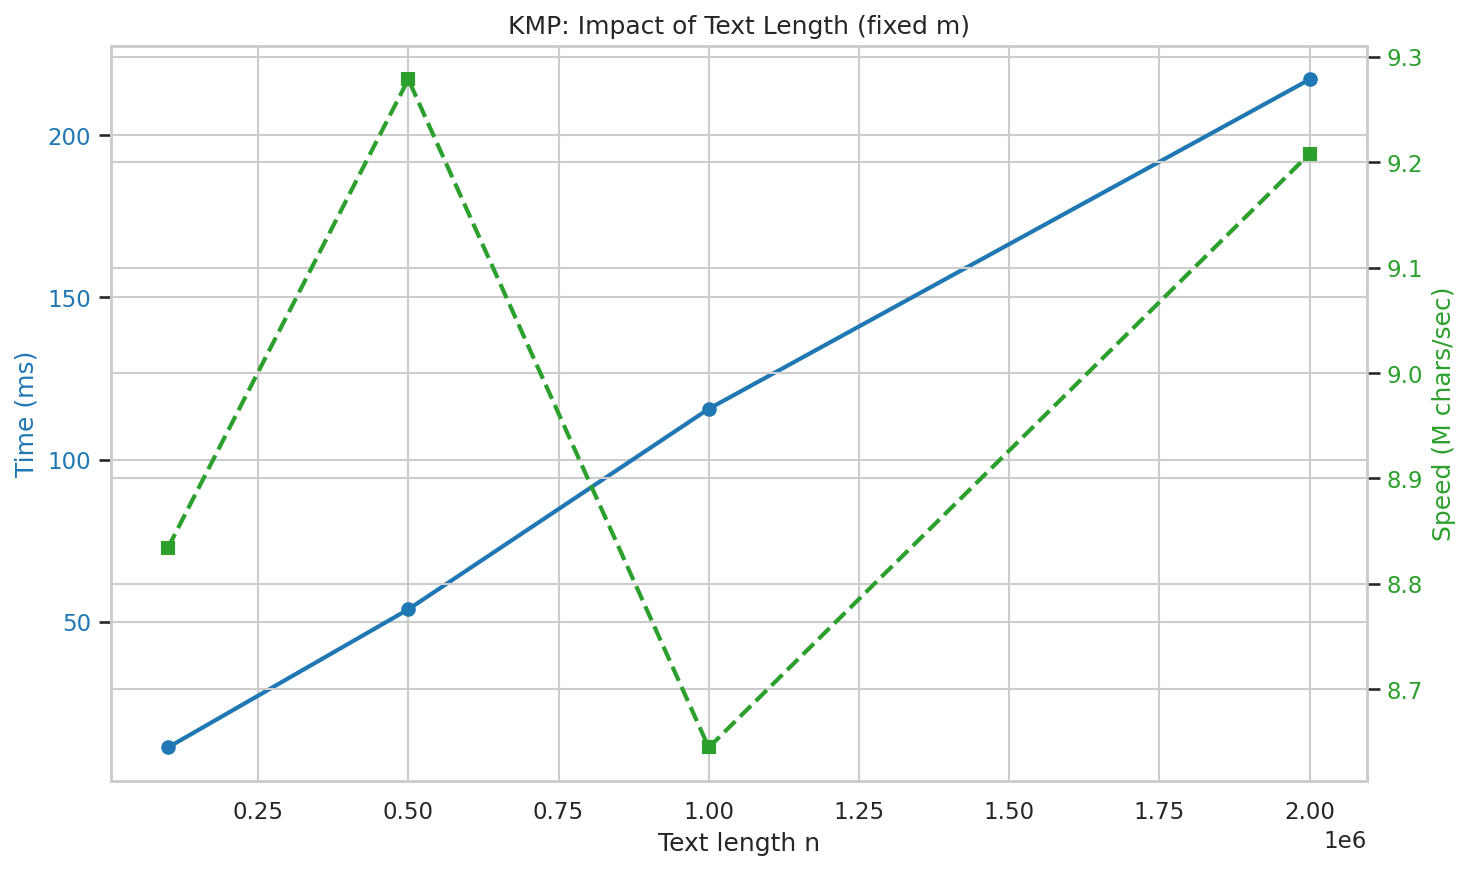 KMP: Impact of Text Length (fixed m)
Time (ms)
200
150
100
50
9.3
9.2
9.1
9.0
8.9
8.8
8.7
Speed (M chars/sec)
0.25 0.50 0.75 1.00 1.25 1.50 1.75 2.00
1e6
Text length n